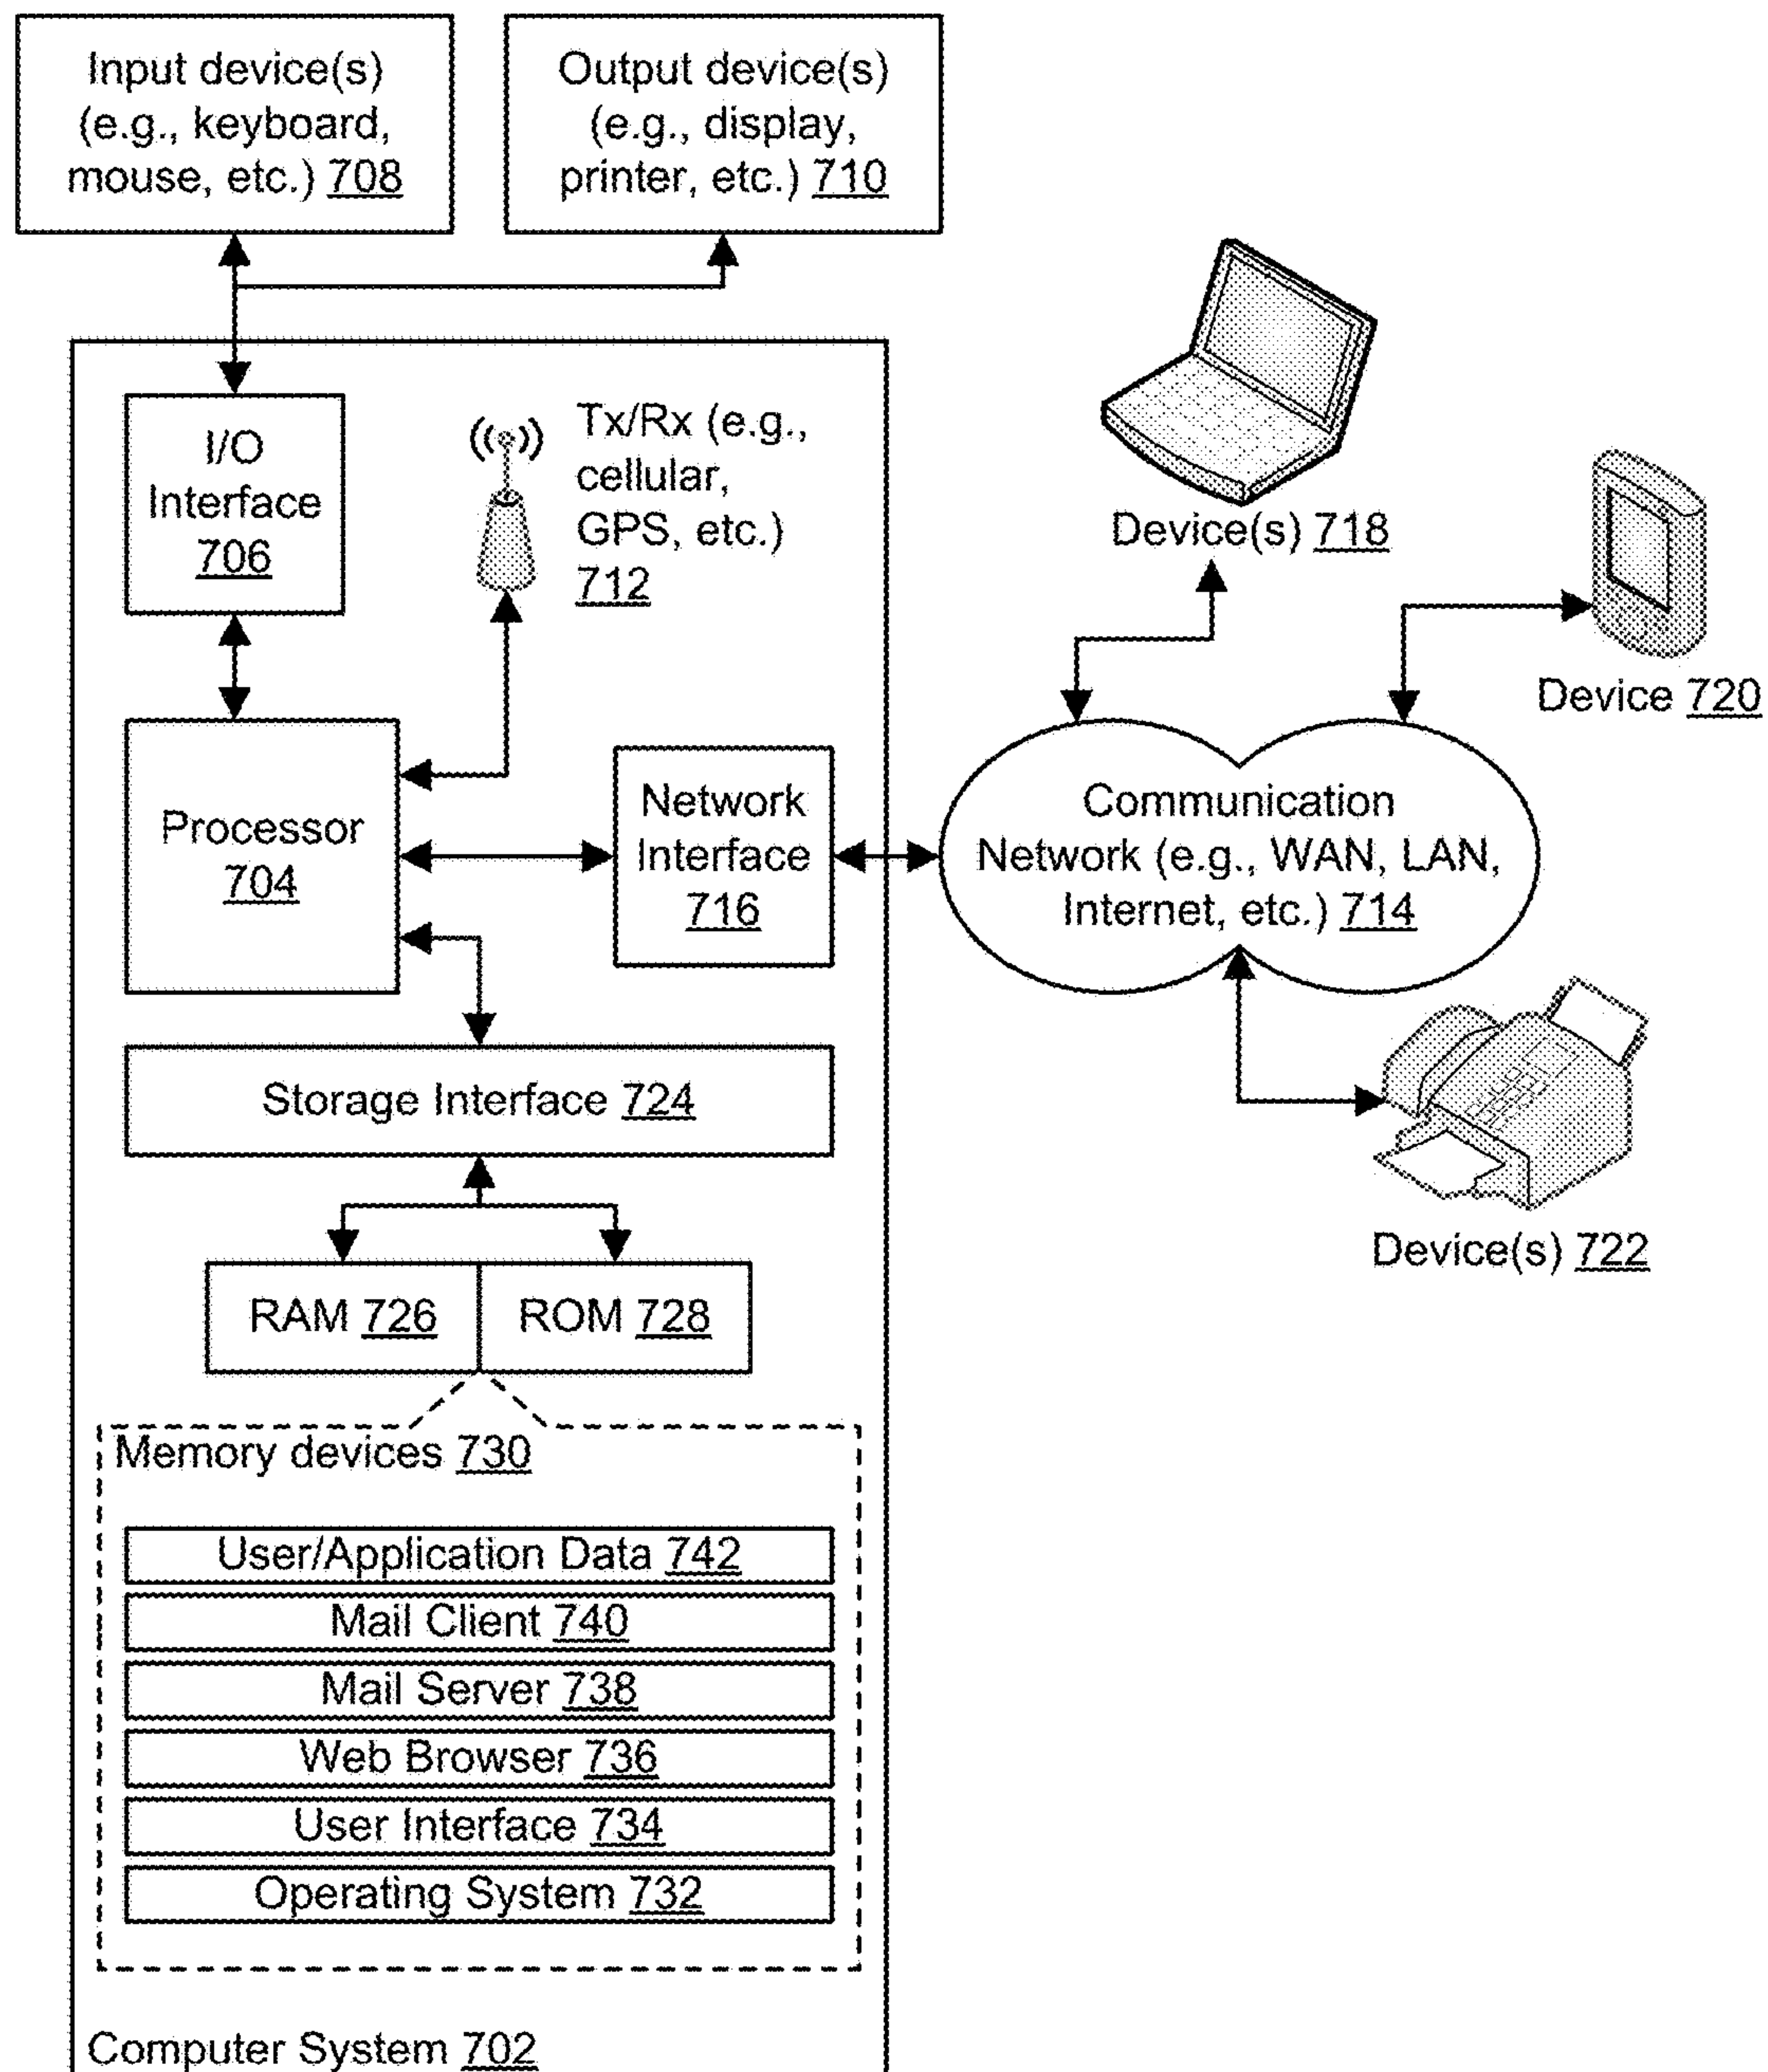 Input device(s)
(e.g., keyboard,
mouse, etc.) 708
Output device(s)
(e.g., display,
printer, etc.) 710
I/O
Interface
706
Tx/Rx (e.g.,
cellular,
GPS, etc.)
712
Device(s) 718
Device 720
Processor
704
Network
Interface
716
Communication
Network (e.g., WAN, LAN,
Internet, etc.) 714
Storage Interface 724
Device(s) 722
RAM 726
ROM 728
Memory devices 730
User/Application Data 742
Mail Client 740
Mail Server 738
Web Browser 736
User Interface 734
Operating System 732
Computer System 702